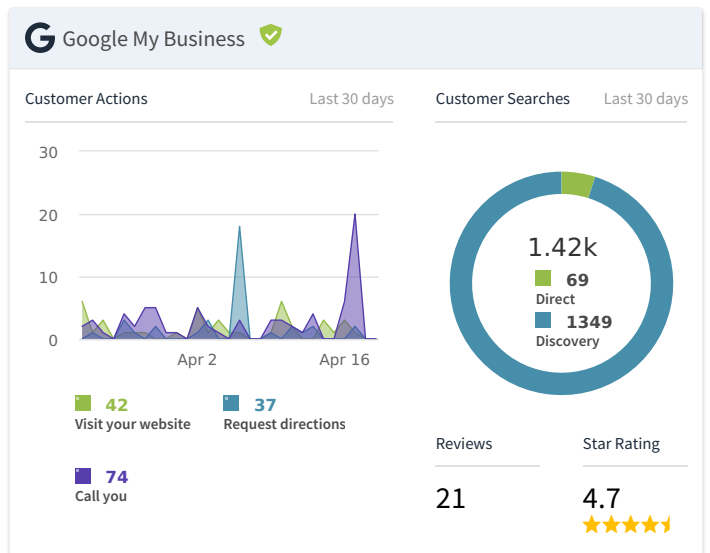 Google My Business
Customer Actions
Last 30 days
30
20
10
0
Apr 2
Apr 16
42
Visit your website
37
Request directions
74
Call you
Customer Searches
Last 30 days
1.42k
69
Direct
1349
Discovery
Reviews
21
Star Rating
4.7